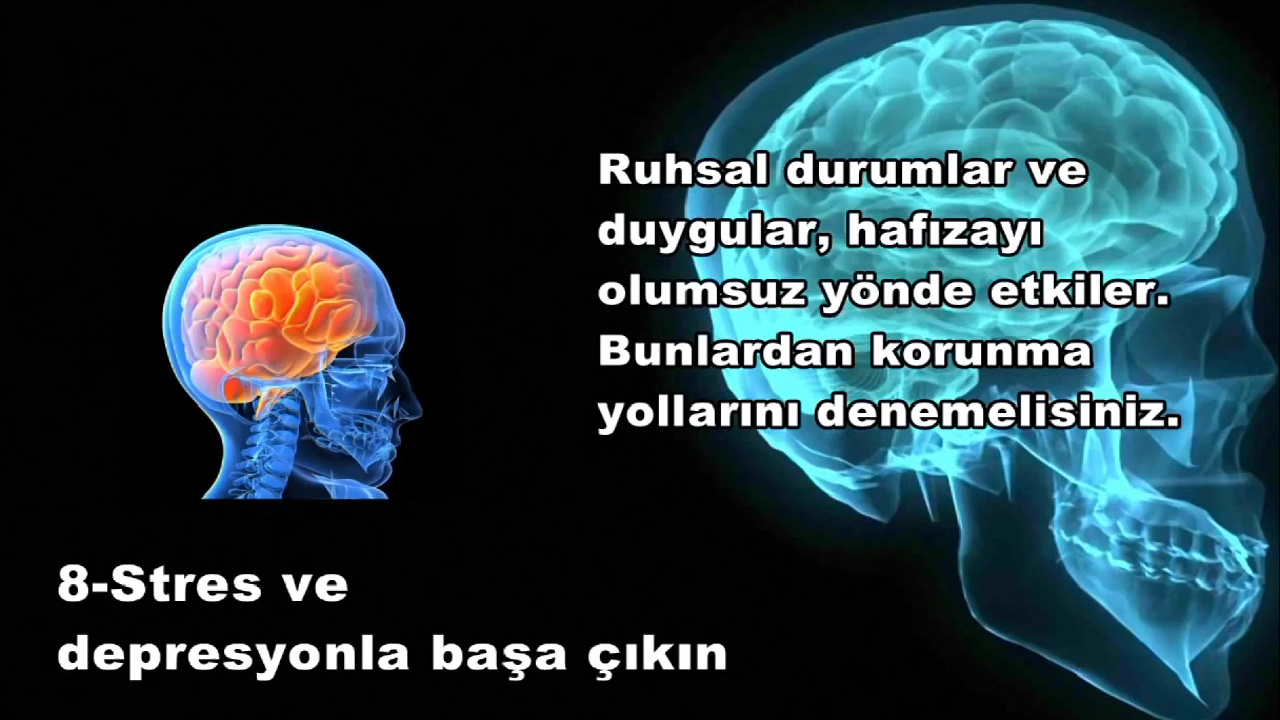 Ruhsal durumlar ve
duygular, hafızayı
olumsuz yönde etkiler.
Bunlardan korunma
yollarını denemelisiniz.
8-Stres ve
depresyonla başa çıkın